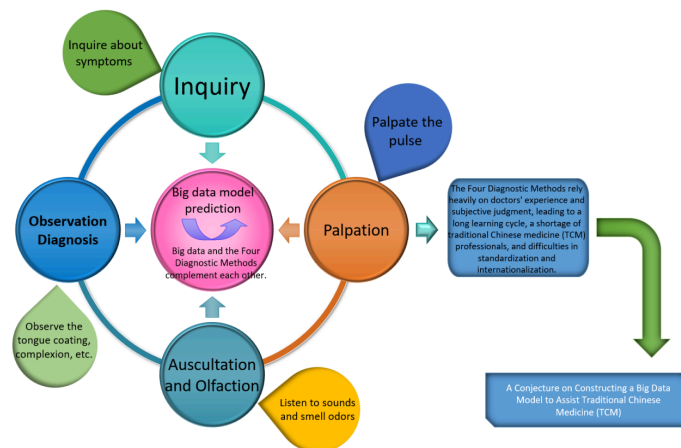 Inquire about
symptoms
Inquiry
Palpate the
pulse
Observation
Diagnosis
Big data model
prediction
Big data and the Four
Diagnostic Methods
complement each other.
Palpation
The Four Diagnostic Methods rely
heavily on doctors' experience and
subjective judgment, leading to a
long learning cycle, a shortage of
traditional Chinese medicine (TCM)
professionals, and difficulties in
standardization and
internationalization.
Observe the
tongue coating,
complexion, etc.
Auscultation
and Olfaction
Listen to sounds
and smell odors
A Conjecture on Constructing a Big Data
Model to Assist Traditional Chinese
Medicine (TCM)